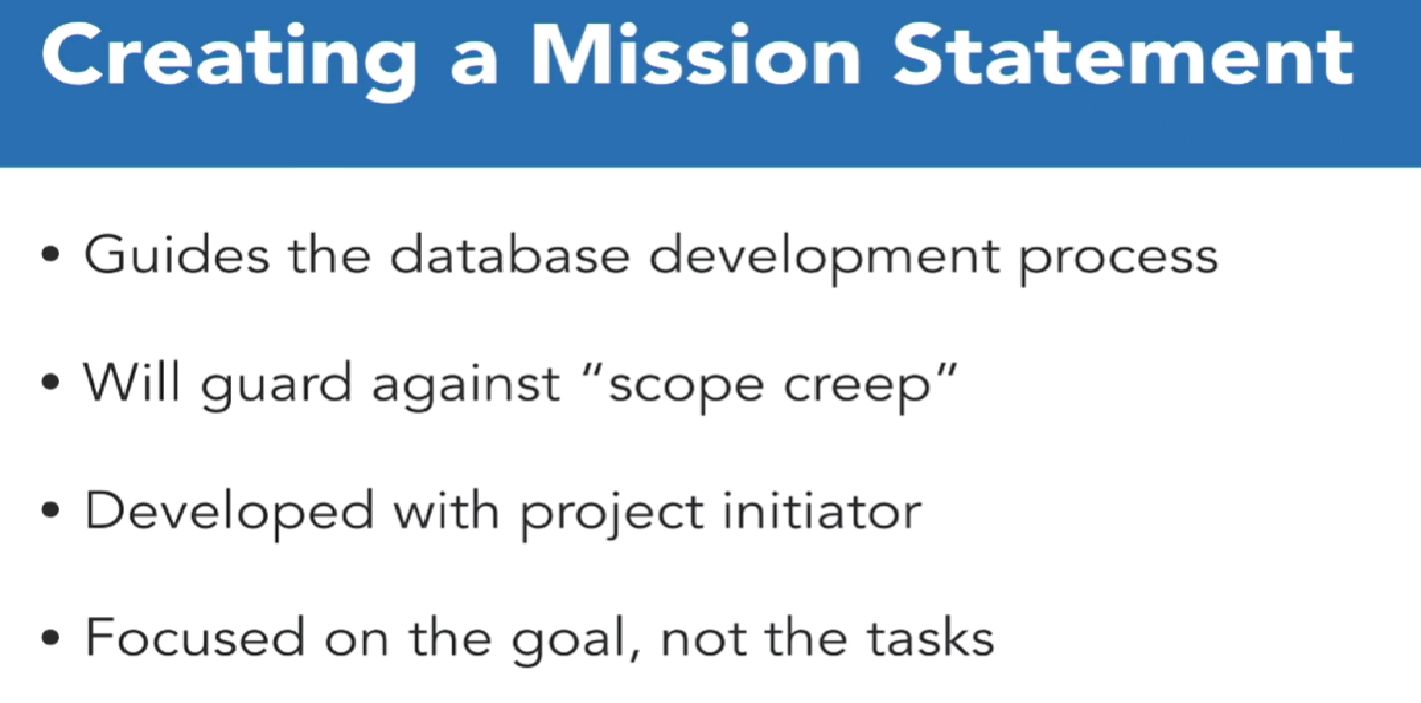 Creating a Mission Statement
• Guides the database development process
• Will guard against “scope creep”
• Developed with project initiator
• Focused on the goal, not the tasks